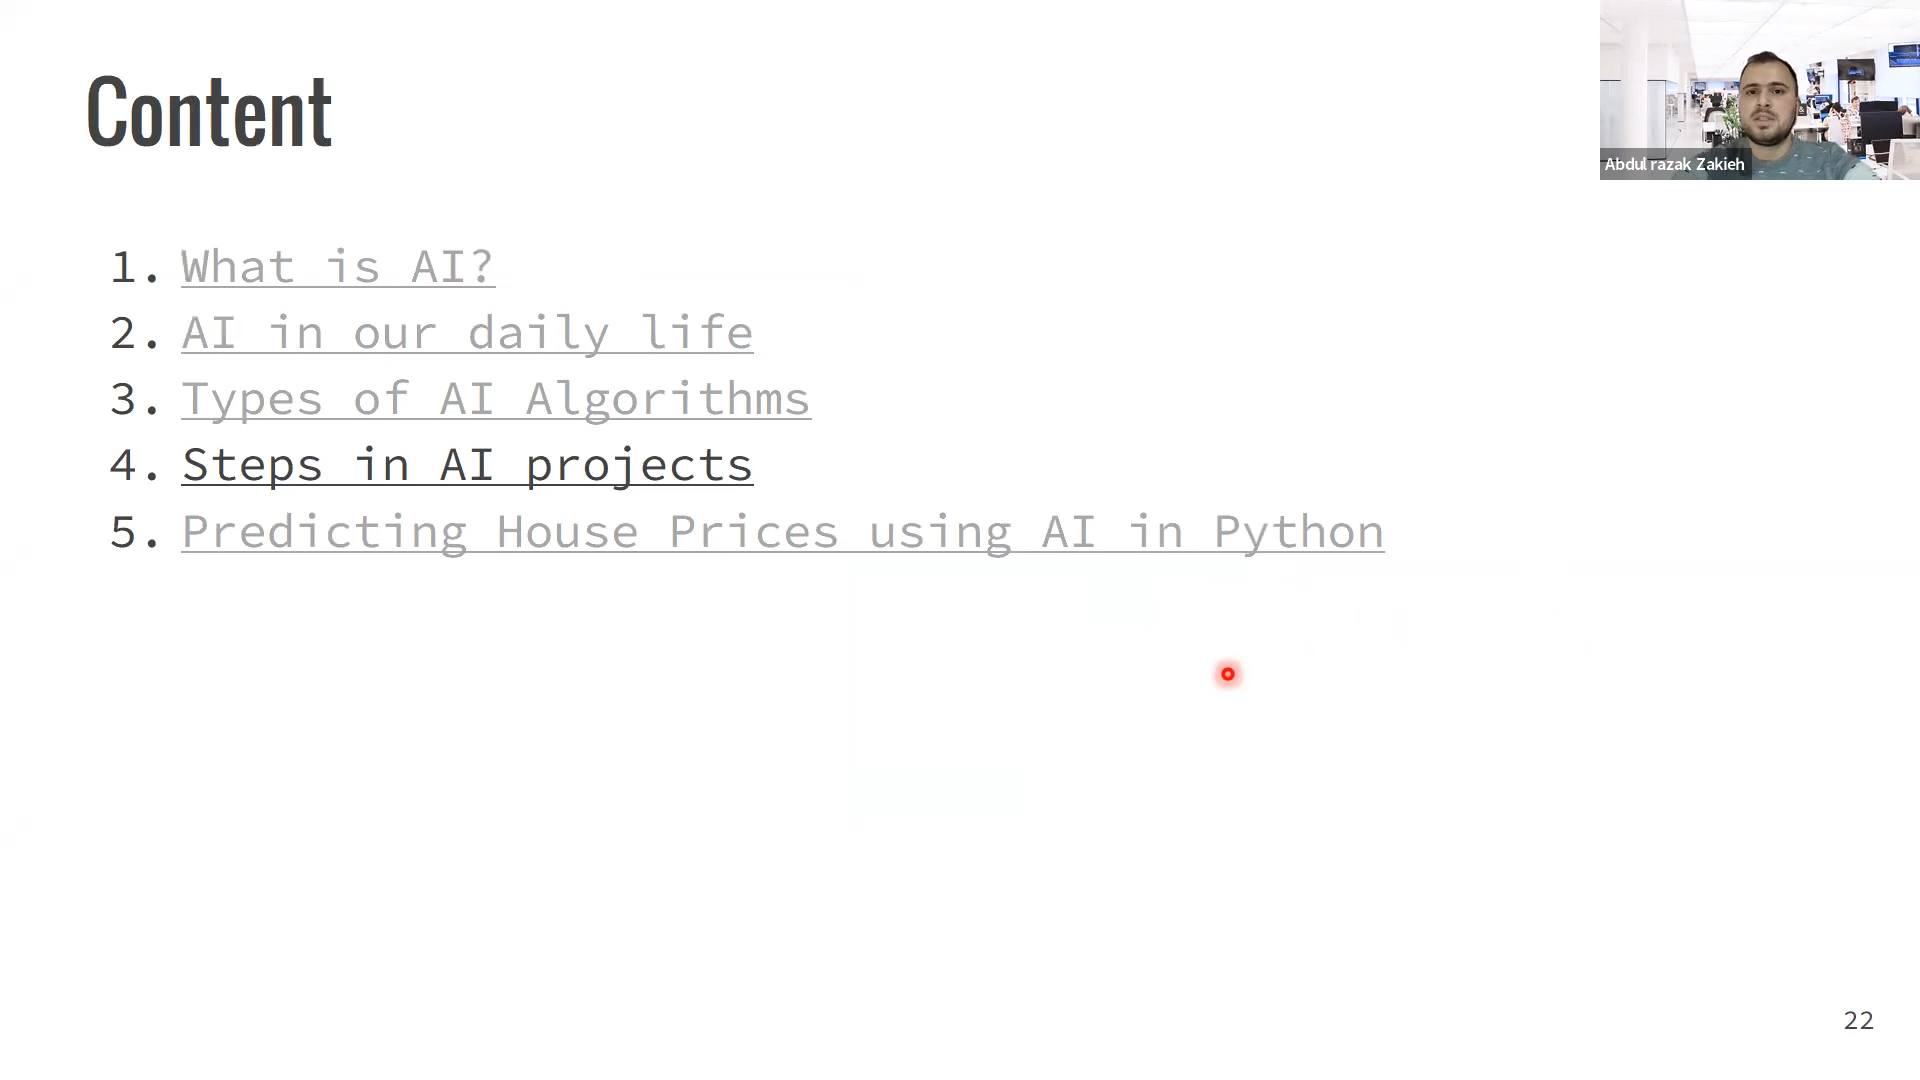 Content
Abdul razak Zakieh
1. What is AI?
2. AI in our daily life
3. Types of AI Algorithms
4. Steps in AI projects
5. Predicting House Prices using AI in Python
22